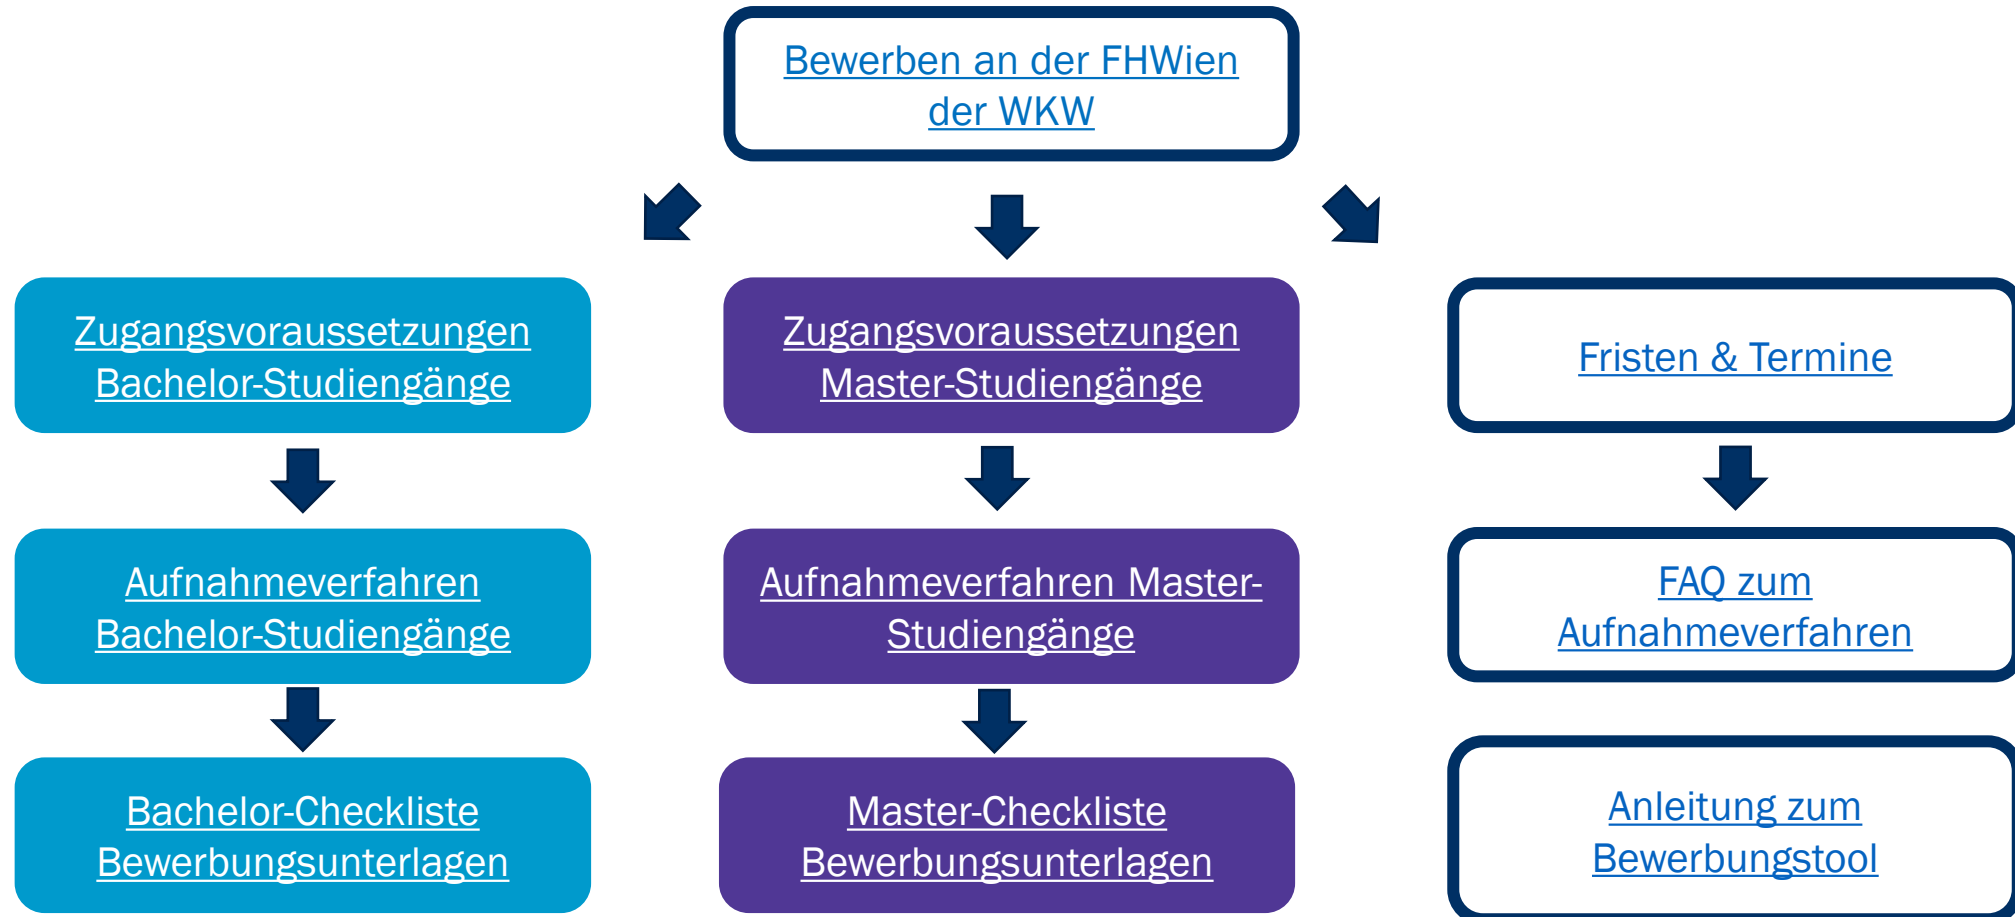 Bewerben an der FHWien
der WKW
Zugangsvoraussetzungen
Bachelor-Studiengänge
Zugangsvoraussetzungen
Master-Studiengänge
Fristen & Termine
Aufnahmeverfahren
Bachelor-Studiengänge
Aufnahmeverfahren Master-
Studiengänge
FAQ zum
Aufnahmeverfahren
Bachelor-Checkliste
Bewerbungsunterlagen
Master-Checkliste
Bewerbungsunterlagen
Anleitung zum
Bewerbungstool